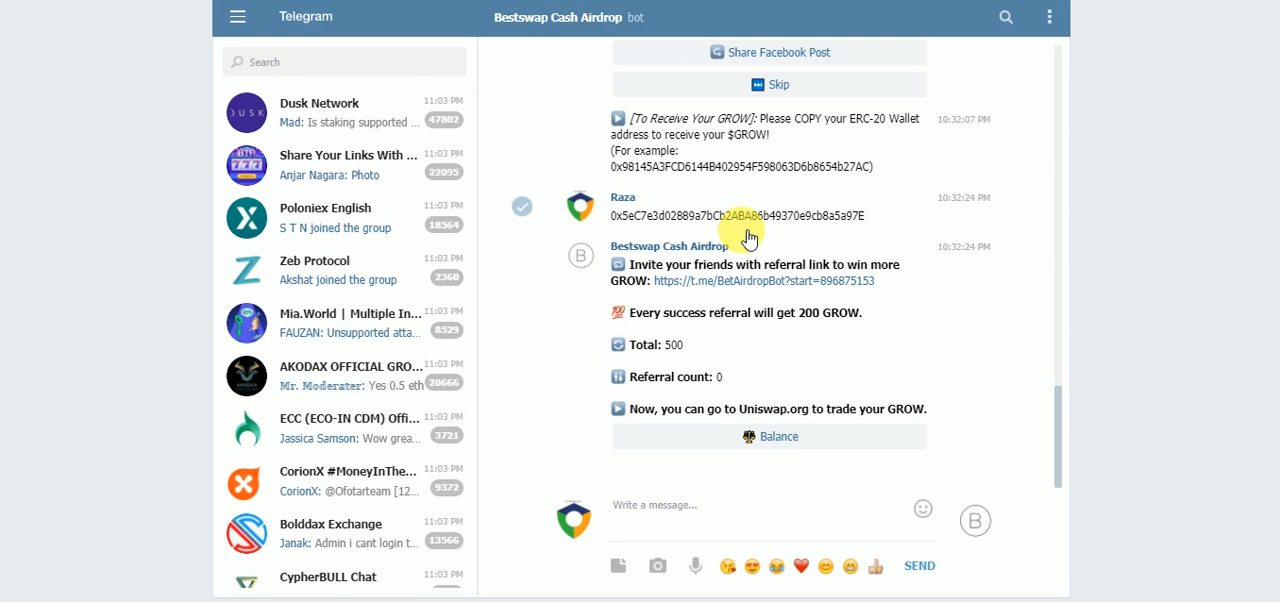 Telegram
Bestswap Cash Airdrop bot
Search
Dusk Network 11:03 PM
Mad: Is staking supported ... 47802
Share Your Links With ... 11:03 PM
Anjar Nagara: Photo 22095
Poloniex English 11:03 PM
S T N joined the group 18564
Zeb Protocol 11:03 PM
Akshat joined the group 2360
Mia.World | Multiple In... 11:03 PM
FAUZAN: Unsupported atta... 8529
AKODAX OFFICIAL GRO... 11:03 PM
Mr. Moderater: Yes 0.5 eth 20666
ECC (ECO-IN CDM) Offi... 11:03 PM
Jassica Samson: Wow grea... 3721
CorionX #MoneyInThe... 11:03 PM
CorionX: @Ofotarteam [12... 9372
Bolddax Exchange 11:03 PM
Janak: Admin i cant login t... 13566
CypherBULL Chat 11:03 PM
Share Facebook Post
Skip
[To Receive Your GROW]: Please COPY your ERC-20 Wallet 10:32:07 PM
address to receive your $GROW!
(For example:
0x98145A3FCD6144B402954F598063D6b8654b27AC)
Raza 10:32:24 PM
0x5eC7e3d02889a7bCb2ABA86b49370e9cb8a5a97E
Bestswap Cash Airdrop 10:32:24 PM
Invite your friends with referral link to win more
GROW: https://t.me/BetAirdropBot?start=896875153
💯 Every success referral will get 200 GROW.
Total: 500
Referral count: 0
Now, you can go to Uniswap.org to trade your GROW.
Balance
Write a message...
B
SEND